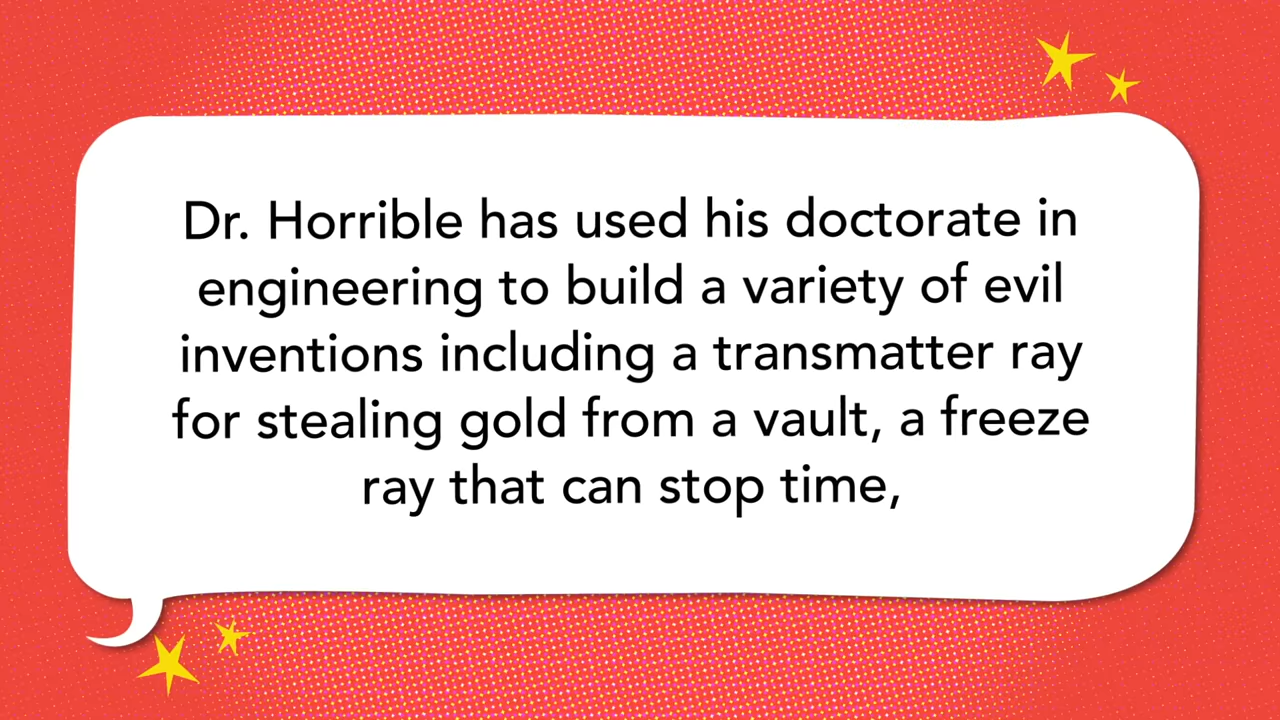 Dr. Horrible has used his doctorate in
engineering to build a variety of evil
inventions including a transmatter ray
for stealing gold from a vault, a freeze
ray that can stop time,